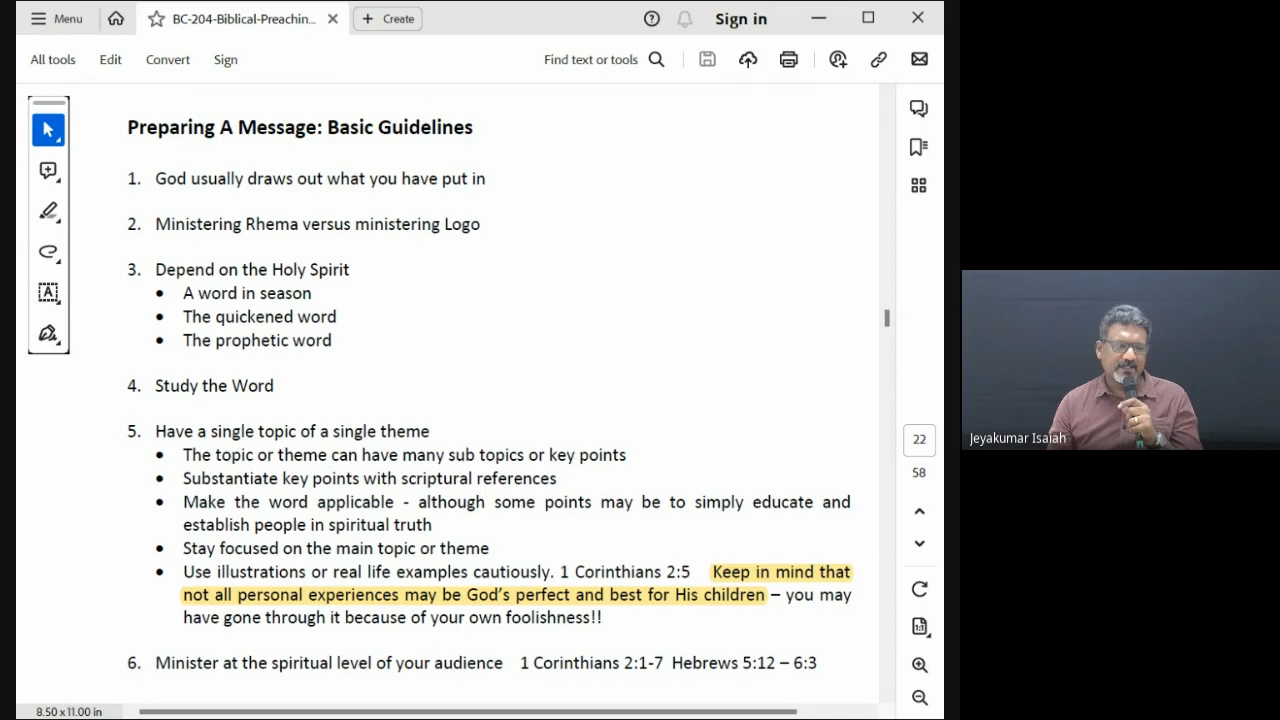 Menu
BC-204-Biblical-Preachin...
Create
Sign in
All tools
Edit
Convert
Sign
Find text or tools
Preparing A Message: Basic Guidelines
1. God usually draws out what you have put in
2. Ministering Rhema versus ministering Logo
3. Depend on the Holy Spirit
• A word in season
• The quickened word
• The prophetic word
4. Study the Word
5. Have a single topic of a single theme
• The topic or theme can have many sub topics or key points
• Substantiate key points with scriptural references
• Make the word applicable - although some points may be to simply educate and
establish people in spiritual truth
• Stay focused on the main topic or theme
• Use illustrations or real life examples cautiously. 1 Corinthians 2:5 Keep in mind that
not all personal experiences may be God's perfect and best for His children – you may
have gone through it because of your own foolishness!!
6. Minister at the spiritual level of your audience 1 Corinthians 2:1-7 Hebrews 5:12 – 6:3
22
58
8.50 x 11.00 in
Jeyakumar Isaiah